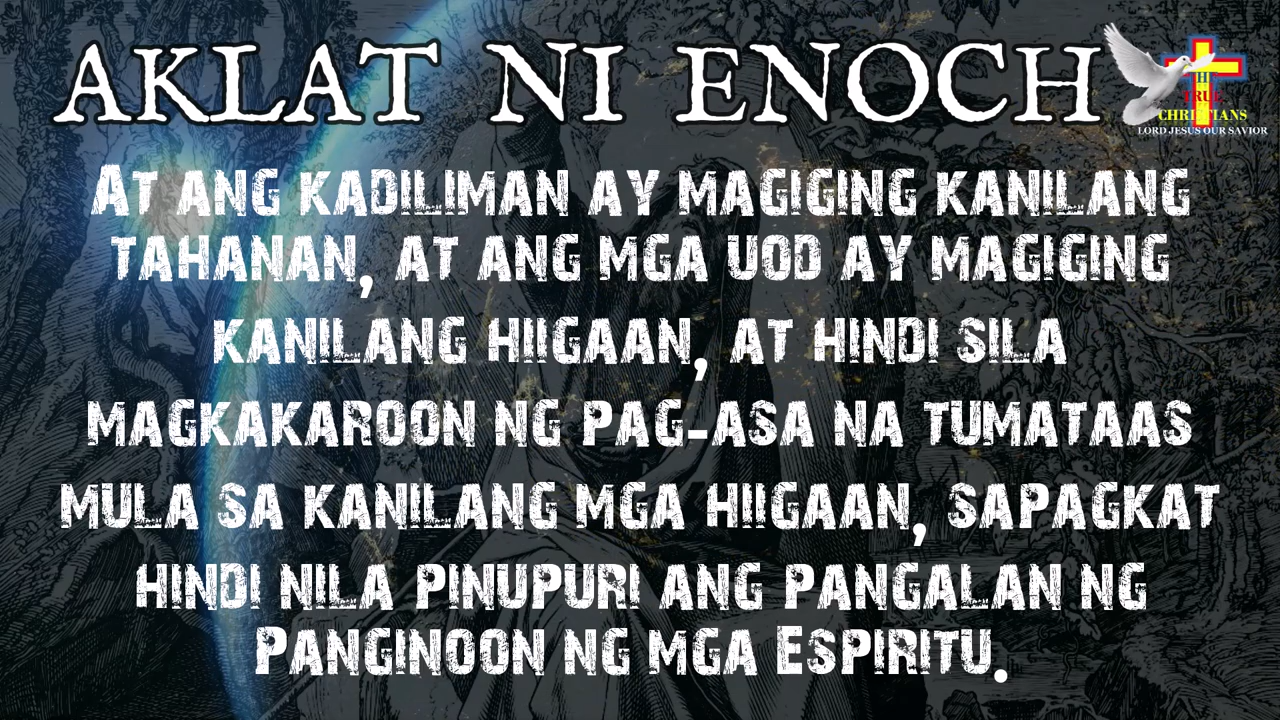 AKLAT NI ENOCH
TRUE
CHRISTIANS
LORD JESUS OUR SAVIOR
At ang kadiliman ay magiging kanilang
tahanan, at ang mga uod ay magiging
kanilang hiigaan, at hindi sila
magkakaroon ng pag-asa na tumataas
mula sa kanilang mga hiigaan, sapagkat
hindi nila pinupuri ang pangalan ng
Panginoon ng mga Espiritu.